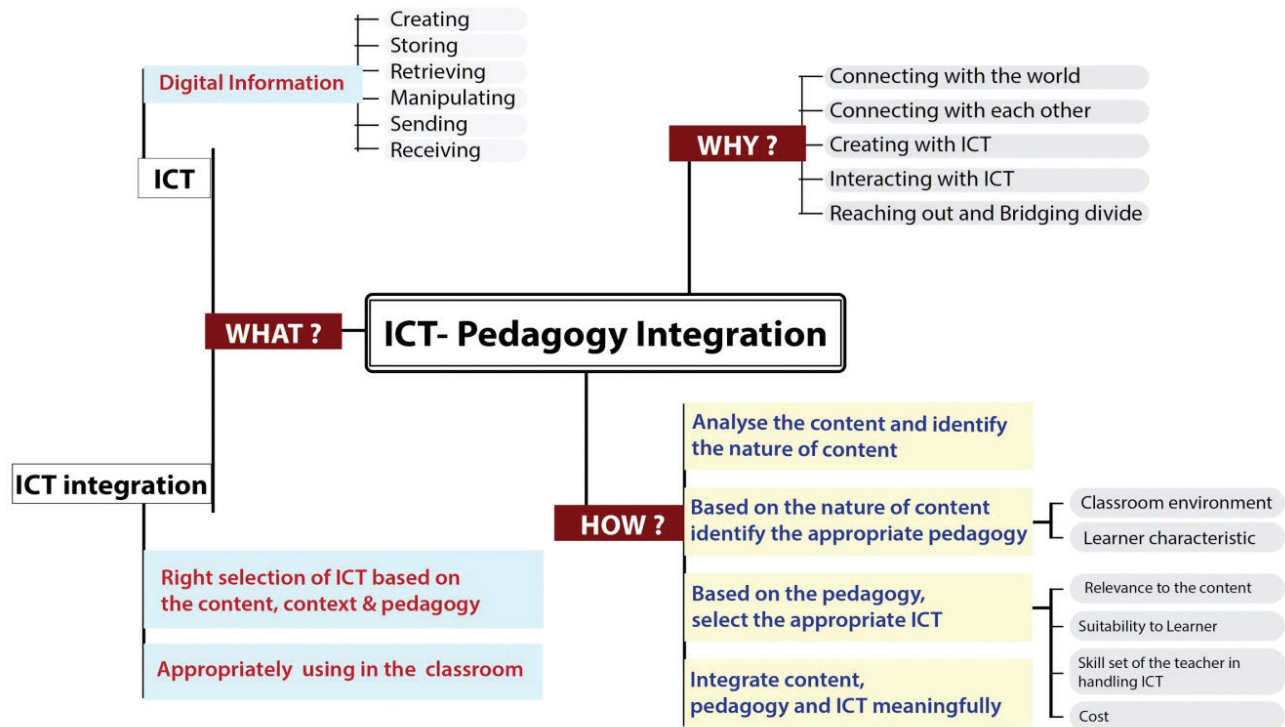 Creating
Storing
Digital Information
Retrieving
Manipulating
Sending
Receiving
ICT
WHAT ?
ICT integration
Right selection of ICT based on
the content, context & pedagogy
Appropriately using in the classroom
ICT- Pedagogy Integration
WHY ?
Connecting with the world
Connecting with each other
Creating with ICT
Interacting with ICT
Reaching out and Bridging divide
HOW ?
Analyse the content and identify
the nature of content
Based on the nature of content
identify the appropriate pedagogy
Classroom environment
Learner characteristic
Based on the pedagogy,
select the appropriate ICT
Relevance to the content
Suitability to Learner
Skill set of the teacher in
handling ICT
Cost
Integrate content,
pedagogy and ICT meaningfully